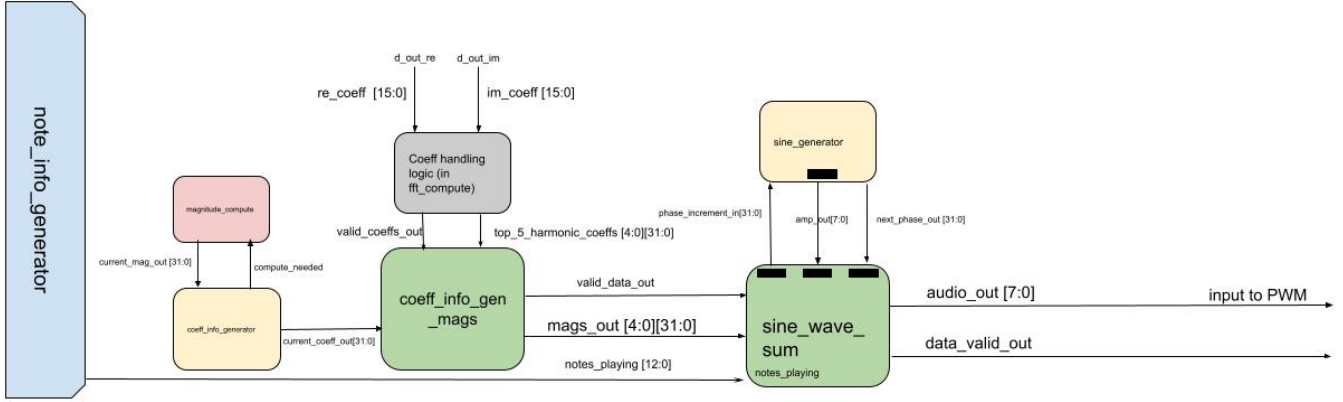 note_info_generator
d_out_re
d_out_im
re_coeff [15:0]
im_coeff [15:0]
Coeff handling
logic (in
fft_compute)
valid_coeffs_out
top_5_harmonic_coeffs [4:0][31:0]
magnitude_compute
current_mag_out [31:0]
compute_needed
coeff_info_generator
current_coeff_out[31:0]
coeff_info_gen
_mags
valid_data_out
mags_out [4:0][31:0]
notes_playing [12:0]
sine_generator
phase_increment_in[31:0]
amp_out[7:0]
next_phase_out [31:0]
sine_wave_
sum
notes_playing
audio_out [7:0]
input to PWM
data_valid_out